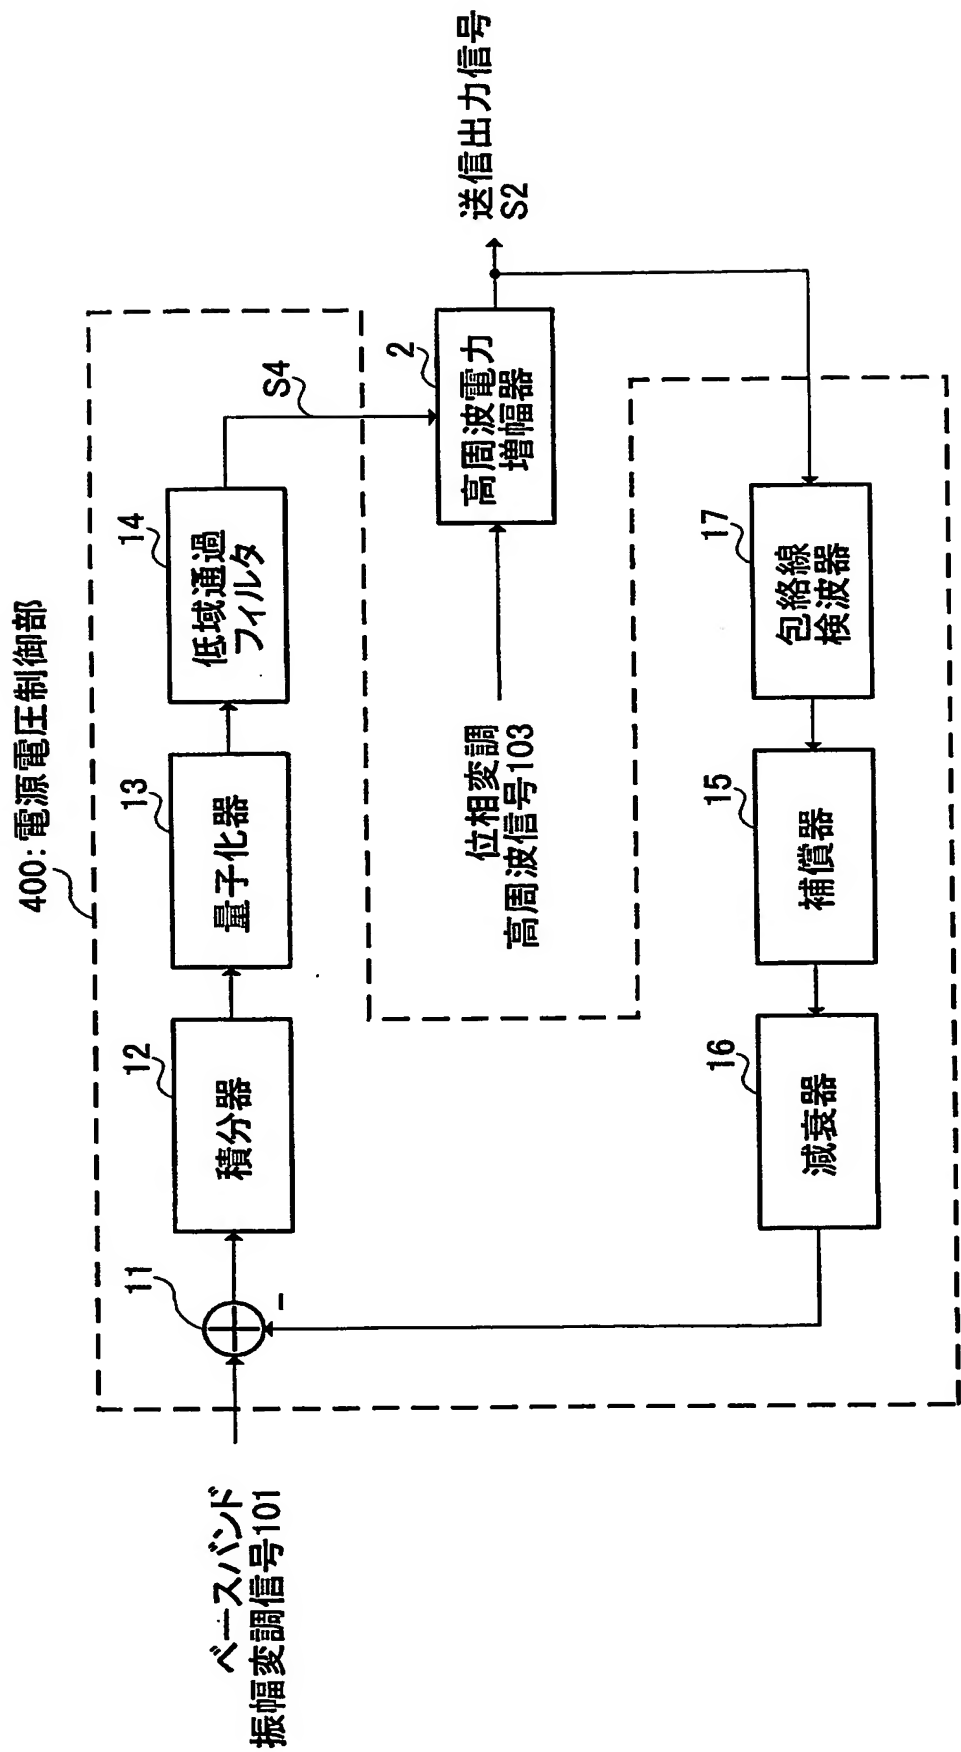 400:電源電圧制御部
ベースバンド
振幅変調信号101
11
-
12
積分器
13
量子化器
14
低域通過
フィルタ
S4
2
高周波電力
増幅器
送信出力信号
S2
位相変調
高周波信号103
17
包絡線
検波器
15
補償器
16
減衰器